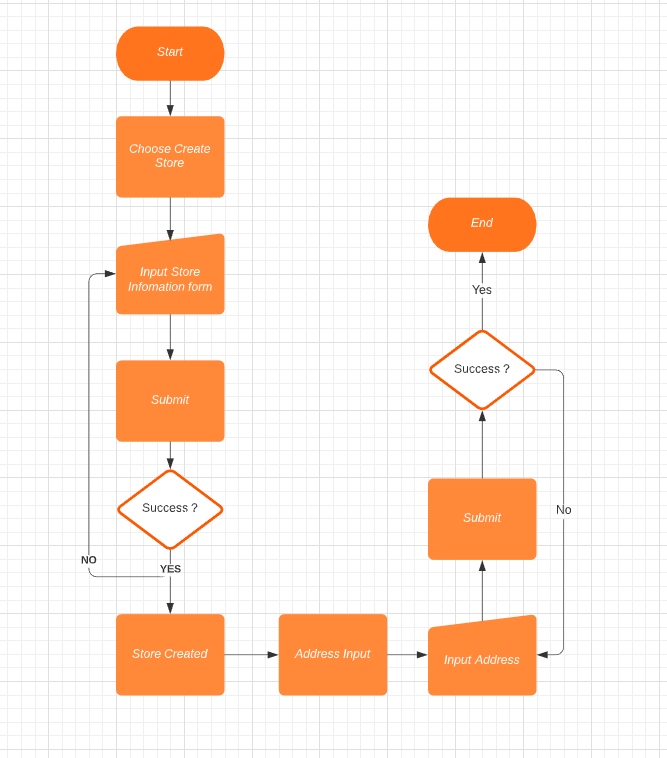 Start
Choose Create
Store
Input Store
Infomation form
Submit
Success ?
NO
YES
Store Created
Address Input
Input Address
Submit
Success ?
No
Yes
End